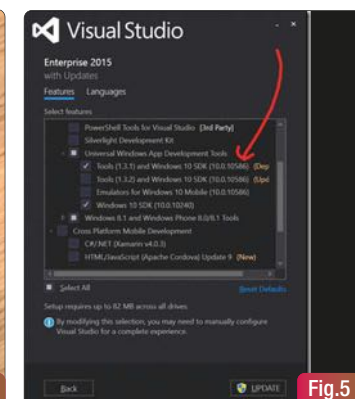 Visual Studio
Enterprise 2015
with Updates
Features Languages
Select features
PowerShell Tools for Visual Studio [3rd Party]
Silverlight Development Kit
Universal Windows App Development Tools
Tools (1.3.1) and Windows 10 SDK (10.0.10586) (Dep
Tools (1.3.2) and Windows 10 SDK (10.0.10586) (Upd
Emulators for Windows 10 Mobile (10.0.10586)
Windows 10 SDK (10.0.10240)
Windows 8.1 and Windows Phone 8.0/8.1 Tools
Cross Platform Mobile Development
C#/.NET (Xamarin v4.0.3)
HTML/JavaScript (Apache Cordova) Update 9 (New)
Select All Reset Defaults
Setup requires up to 82 MB across all drives
By modifying this selection, you may need to manually configure
Visual Studio for a complete experience.
Back UPDATE
Fig.5